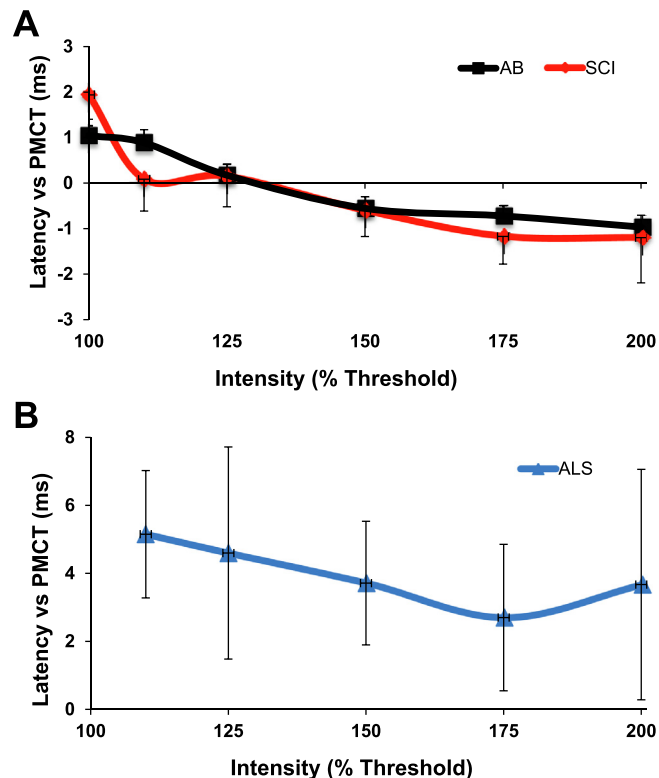 A
3
2
1
0
-1
-2
-3
Latency vs PMCT (ms)
AB
SCI
100
125
150
175
200
Intensity (% Threshold)
B
8
6
4
2
0
Latency vs PMCT (ms)
ALS
100
125
150
175
200
Intensity (% Threshold)